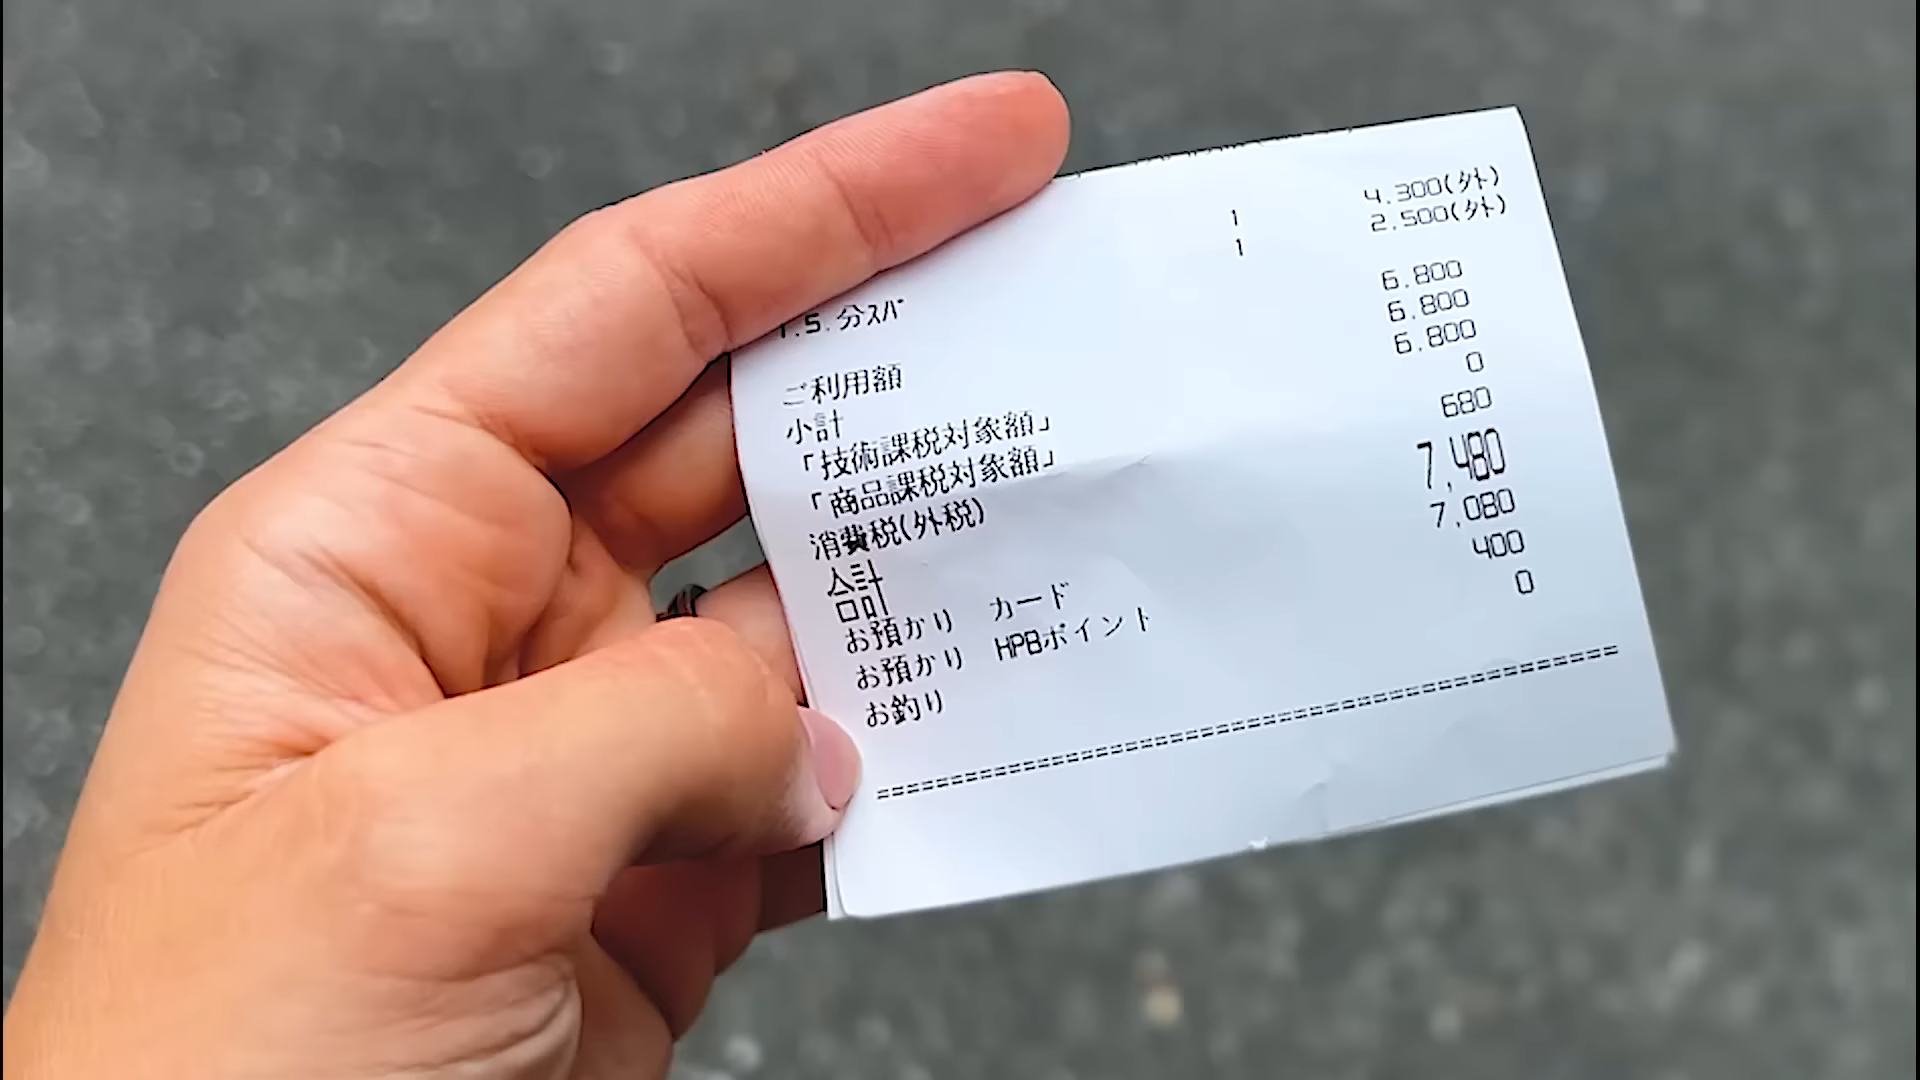 1 4,300(外)
1.5.分スパ 1 2,500(外)
ご利用額 6,800
小計 6,800
「技術課税対象額」 6,800
「商品課税対象額」 0
消費税(外税) 680
合計 7,480
お預かり カード 7,080
お預かり HPBポイント 400
お釣り 0
================================